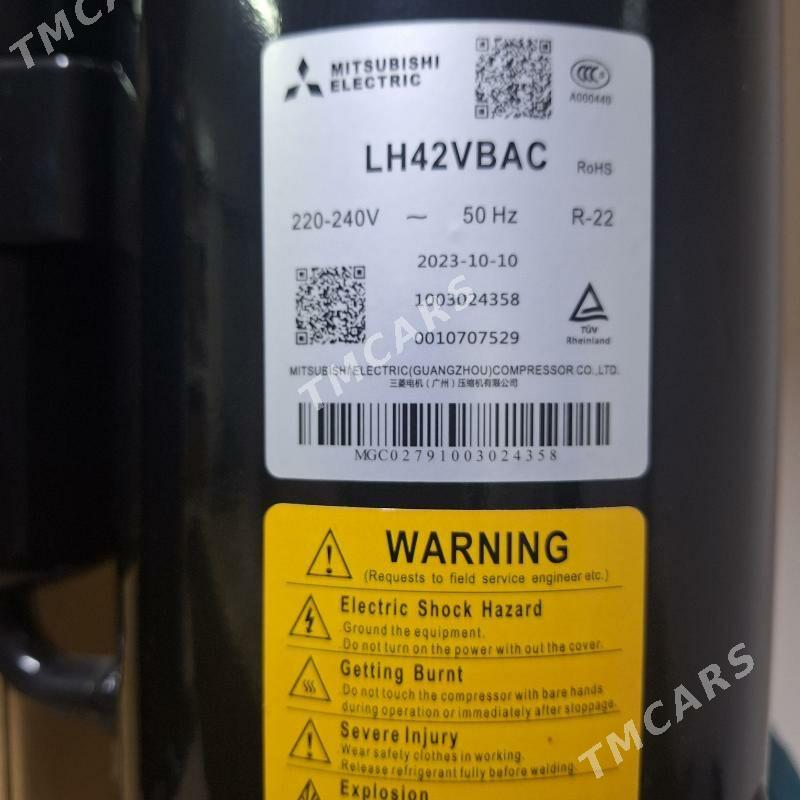 TMCARS
MITSUBISHI
ELECTRIC
A000440
LH42VBAC
RoHS
220-240V ~ 50 Hz R-22
2023-10-10
1003024358
0010707529
TÜV
Rheinland
TMCARS
MITSUBISHI ELECTRIC(GUANGZHOU)COMPRESSOR CO.,LTD.
三菱电机（广州）压缩机有限公司
MGC02791003024358
WARNING
(Requests to field service engineer etc.)
Electric Shock Hazard
.Ground the equipment.
.Do not turn on the power with out the cover.
Getting Burnt
.Do not touch the compressor with bare hands
during operation or immediately after stoppage.
Severe Injury
.Wear safety clothes in working.
.Release refrigerant fully before welding.
Explosion
TMCARS